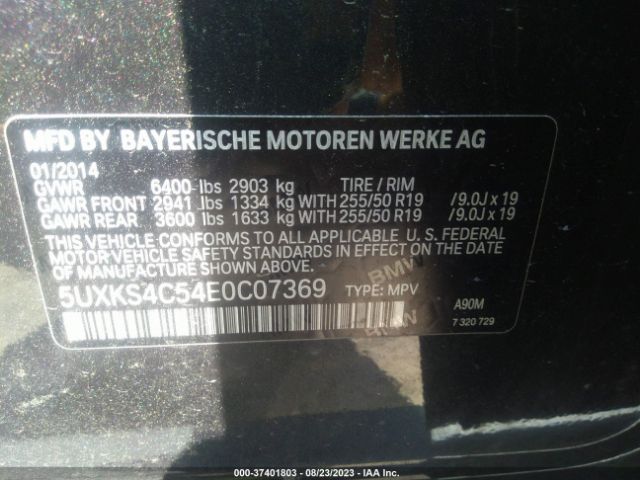 MFD BY BAYERISCHE MOTOREN WERKE AG
01/2014
GVWR 6400 lbs 2903 kg TIRE / RIM
GAWR FRONT 2941 lbs 1334 kg WITH 255/50 R19 / 9.0J x 19
GAWR REAR 3600 lbs 1633 kg WITH 255/50 R19 / 9.0J x 19
THIS VEHICLE CONFORMS TO ALL APPLICABLE U. S. FEDERAL
MOTOR VEHICLE SAFETY STANDARDS IN EFFECT ON THE DATE
OF MANUFACTURE SHOWN ABOVE.
BMW
5UXKS4C54E0C07369 TYPE: MPV
A90M
BMW
7 320 729
000-37401803 - 08/23/2023 - IAA Inc.